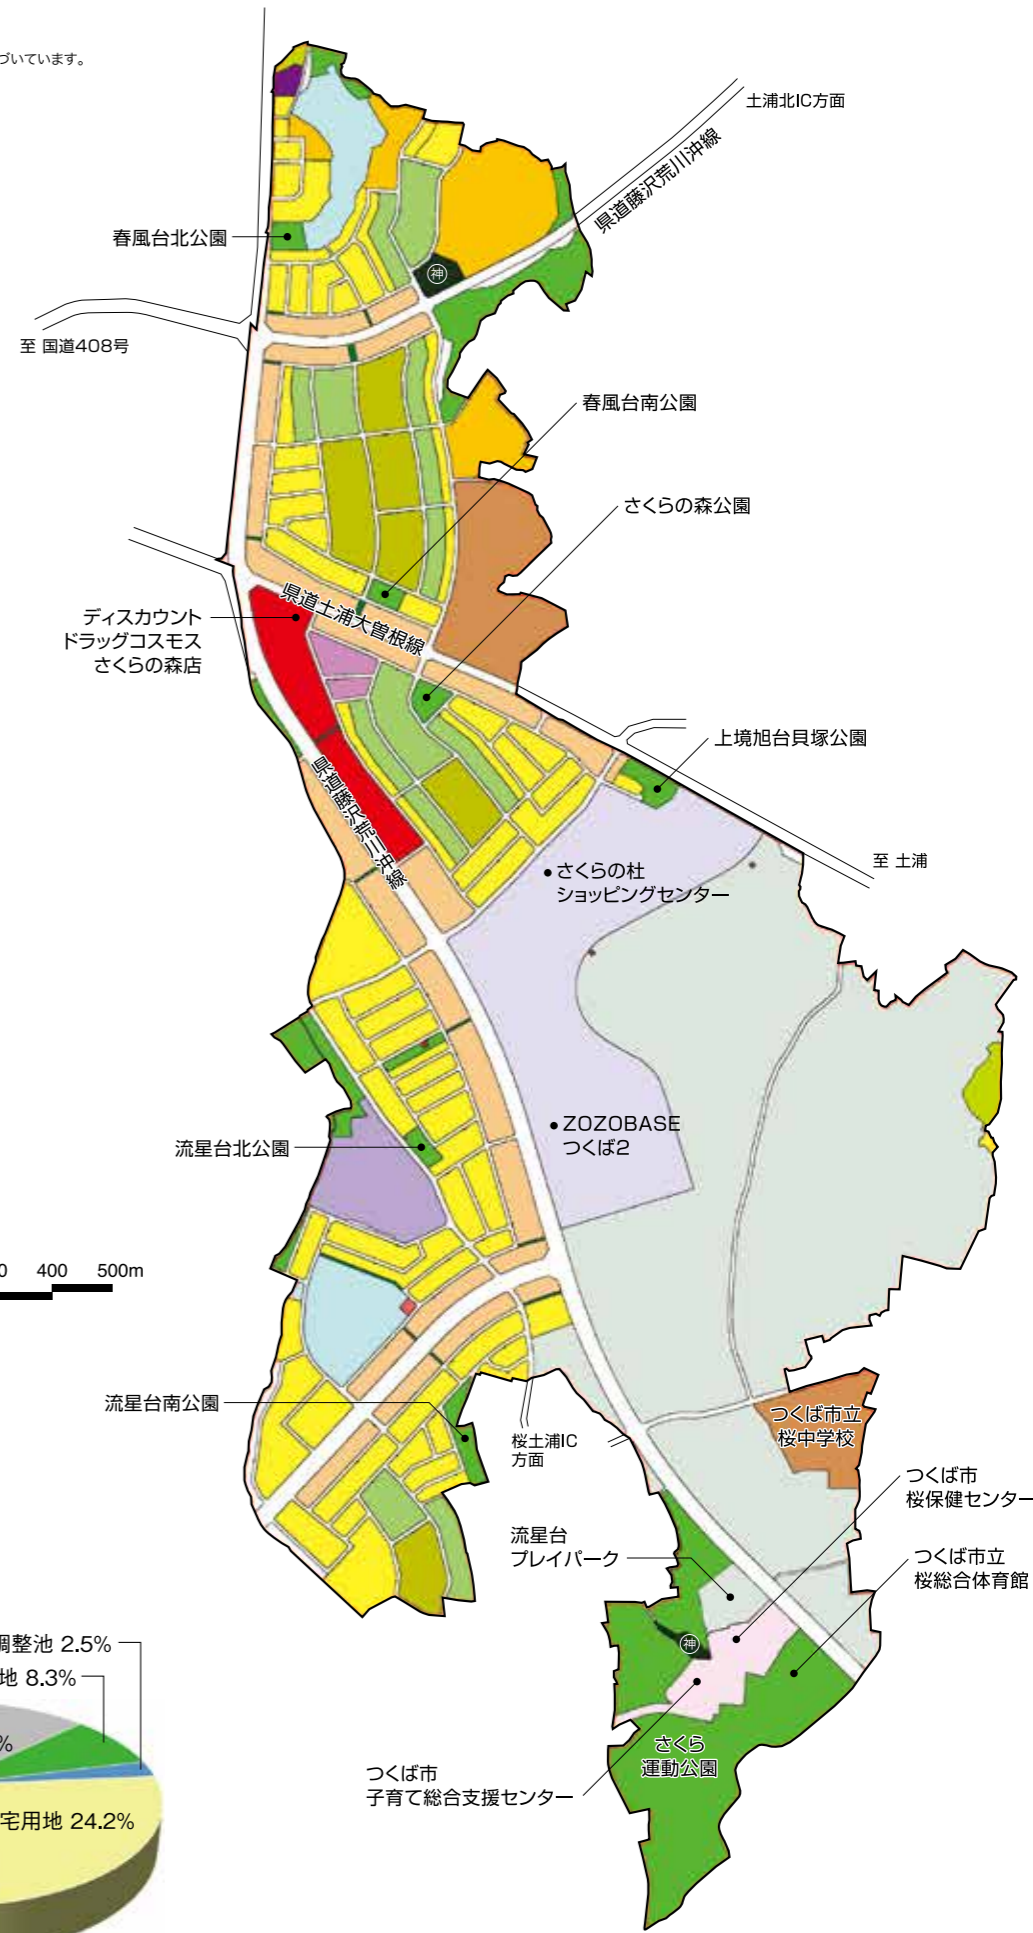 づいています。
土浦北IC方面
県道藤沢荒川沖線
春風台北公園
神
至 国道408号
春風台南公園
さくらの森公園
県道土浦大曽根線
ディスカウント
ドラッグコスモス
さくらの森店
上境旭台貝塚公園
県道藤沢荒川沖線
至 土浦
さくらの杜
ショッピングセンター
ZOZOBASE
つくば2
流星台北公園
0 400 500m
流星台南公園
桜土浦IC
方面
つくば市立
桜中学校
つくば市
桜保健センター
流星台
プレイパーク
つくば市立
桜総合体育館
神
さくら
運動公園
つくば市
子育て総合支援センター
調整池 2.5%
地 8.3%
%
宅用地 24.2%